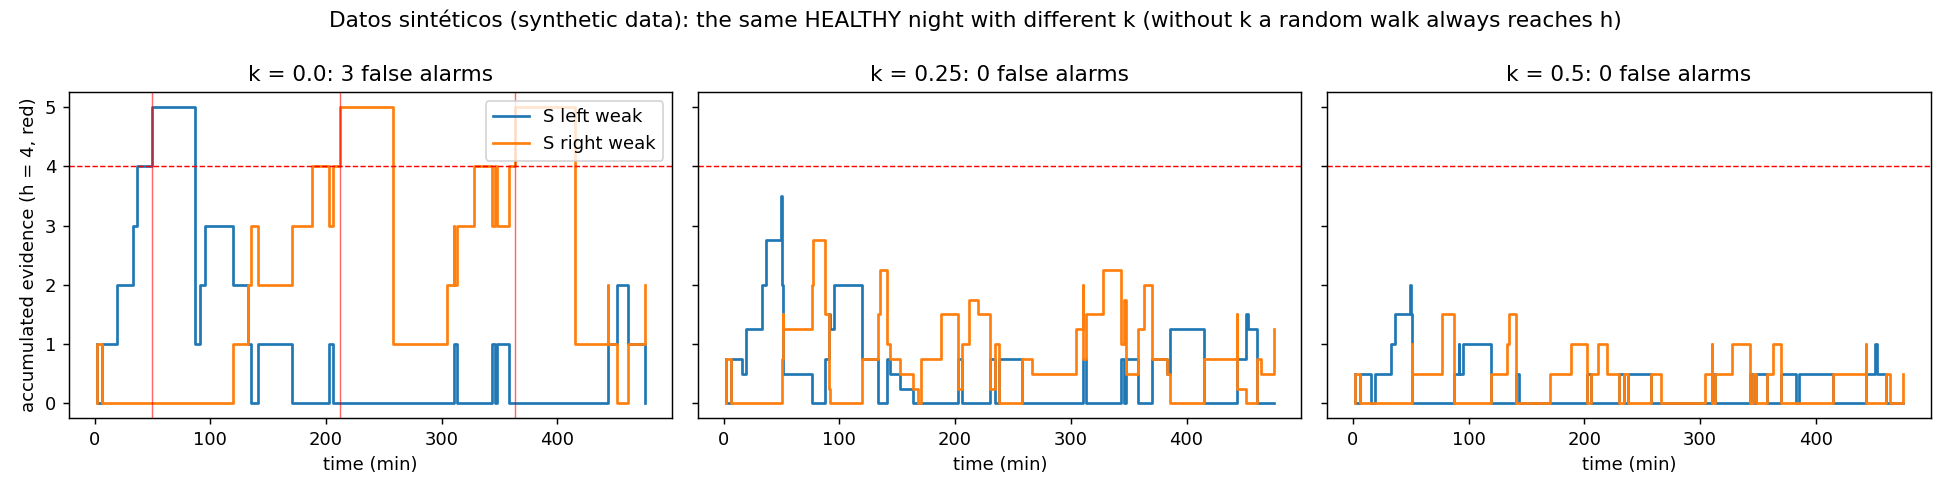 Datos sintéticos (synthetic data): the same HEALTHY night with different k (without k a random walk always reaches h)
k = 0.0: 3 false alarms
k = 0.25: 0 false alarms
k = 0.5: 0 false alarms
accumulated evidence (h = 4, red)
5
4
3
2
1
0
S left weak
S right weak
0 100 200 300 400
0 100 200 300 400
0 100 200 300 400
time (min)
time (min)
time (min)